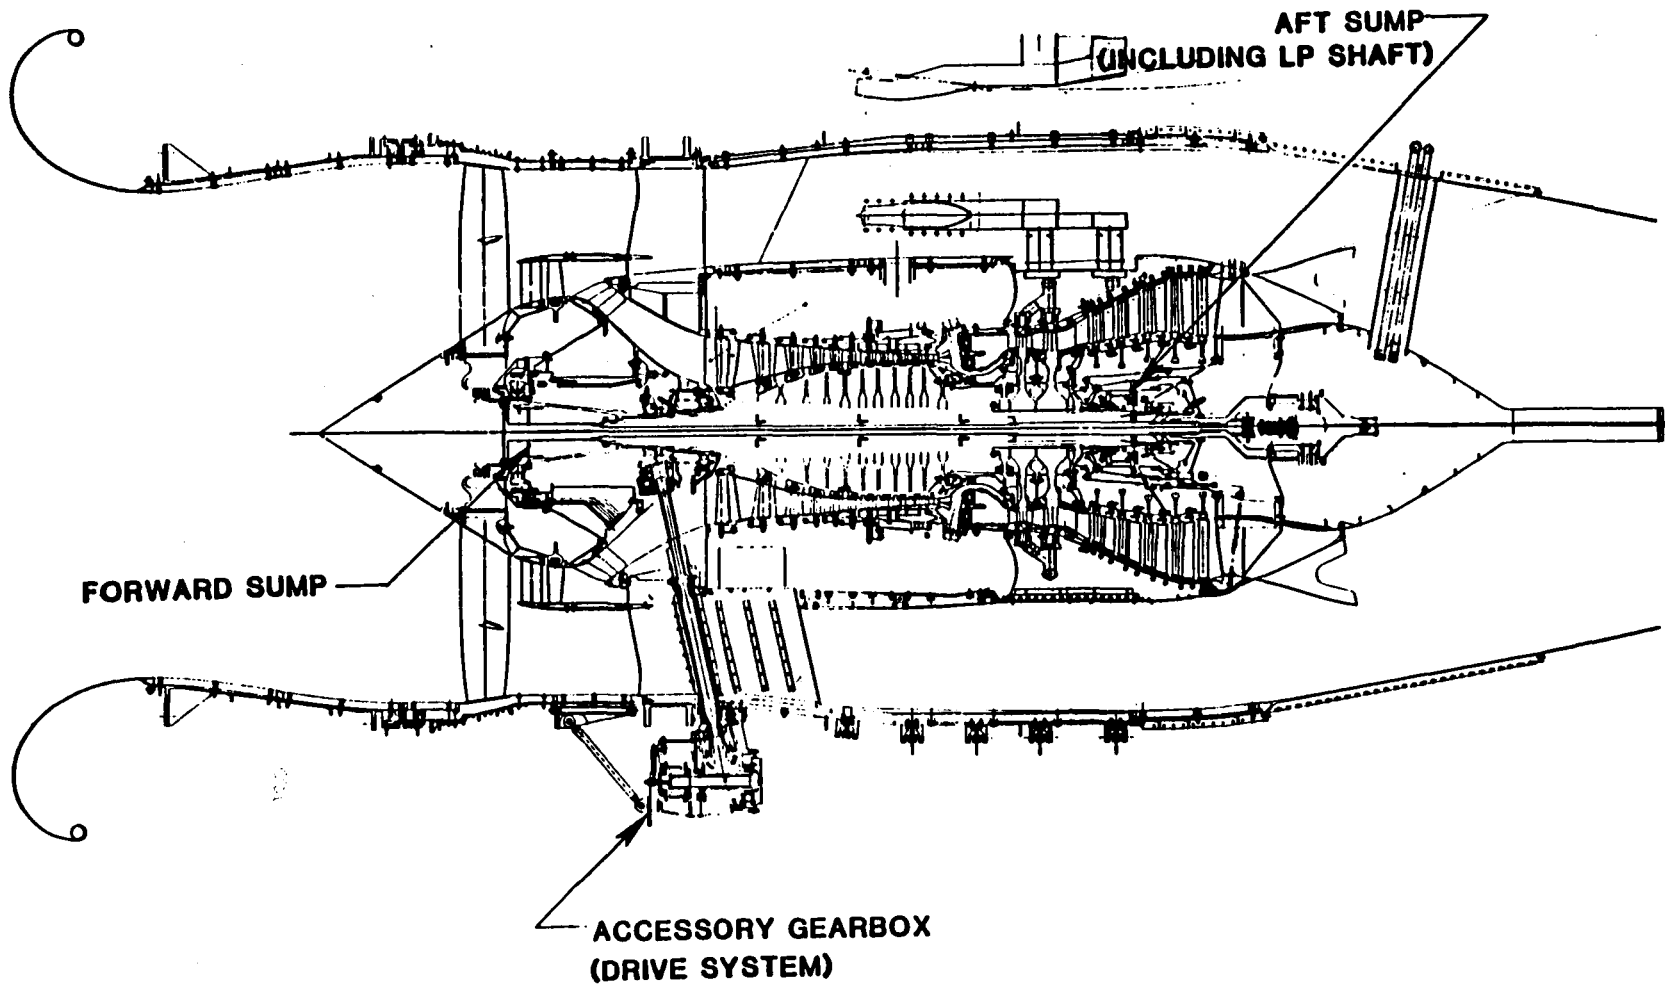 AFT SUMP
(INCLUDING LP SHAFT)
FORWARD SUMP
ACCESSORY GEARBOX
(DRIVE SYSTEM)